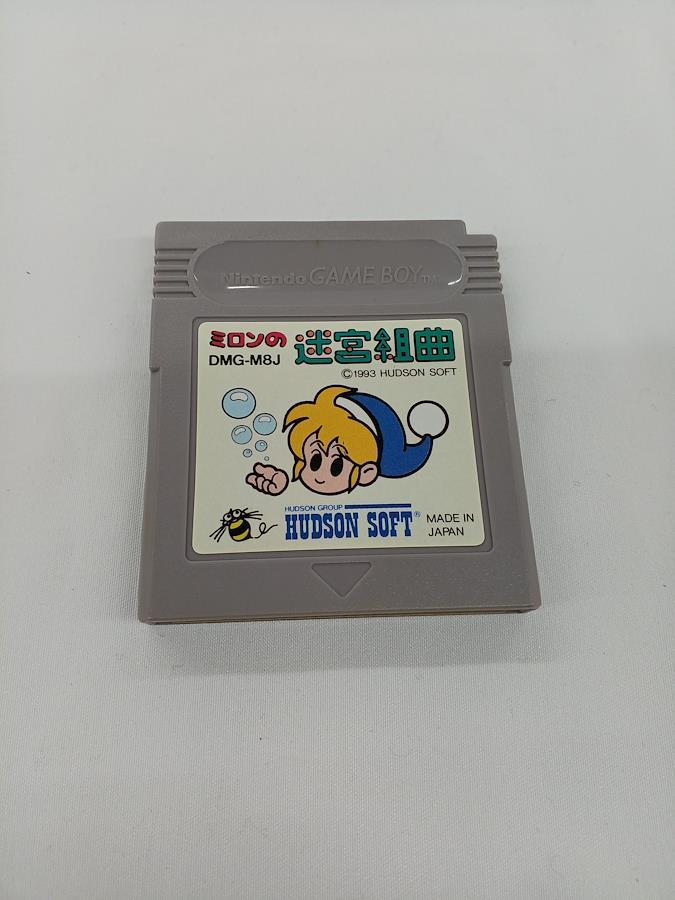 Nintendo GAME BOY™
ミロンの 迷宮組曲
DMG-M8J
©1993 HUDSON SOFT
HUDSON GROUP
HUDSON SOFT®
MADE IN
JAPAN